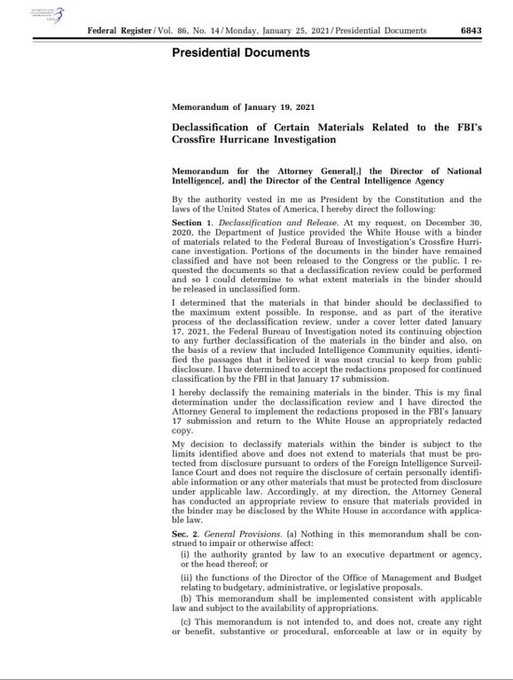 Federal Register / Vol. 86, No. 14 / Monday, January 25, 2021 / Presidential Documents 6843
Presidential Documents
Memorandum of January 19, 2021
Declassification of Certain Materials Related to the FBI's
Crossfire Hurricane Investigation
Memorandum for the Attorney General[,] the Director of National
Intelligence[, and] the Director of the Central Intelligence Agency
By the authority vested in me as President by the Constitution and the
laws of the United States of America, I hereby direct the following:
Section 1. Declassification and Release. At my request, on December 30,
2020, the Department of Justice provided the White House with a binder
of materials related to the Federal Bureau of Investigation's Crossfire Hurri-
cane investigation. Portions of the documents in the binder have remained
classified and have not been released to the Congress or the public. I re-
quested the documents so that a declassification review could be performed
and so I could determine to what extent materials in the binder should
be released in unclassified form.
I determined that the materials in that binder should be declassified to
the maximum extent possible. In response, and as part of the iterative
process of the declassification review, under a cover letter dated January
17, 2021, the Federal Bureau of Investigation noted its continuing objection
to any further declassification of the materials in the binder and also, on
the basis of a review that included Intelligence Community equities, identi-
fied the passages that it believed it was most crucial to keep from public
disclosure. I have determined to accept the redactions proposed for continued
classification by the FBI in that January 17 submission.
I hereby declassify the remaining materials in the binder. This is my final
determination under the declassification review and I have directed the
Attorney General to implement the redactions proposed in the FBI's January
17 submission and return to the White House an appropriately redacted
copy.
My decision to declassify materials within the binder is subject to the
limits identified above and does not extend to materials that must be pro-
tected from disclosure pursuant to orders of the Foreign Intelligence Surveil-
lance Court and does not require the disclosure of certain personally identifi-
able information or any other materials that must be protected from disclosure
under applicable law. Accordingly, at my direction, the Attorney General
has conducted an appropriate review to ensure that materials provided in
the binder may be disclosed by the White House in accordance with applica-
ble law.
Sec. 2. General Provisions. (a) Nothing in this memorandum shall be con-
strued to impair or otherwise affect:
(i) the authority granted by law to an executive department or agency,
or the head thereof; or
(ii) the functions of the Director of the Office of Management and Budget
relating to budgetary, administrative, or legislative proposals.
(b) This memorandum shall be implemented consistent with applicable
law and subject to the availability of appropriations.
(c) This memorandum is not intended to, and does not, create any right
or benefit, substantive or procedural, enforceable at law or in equity by